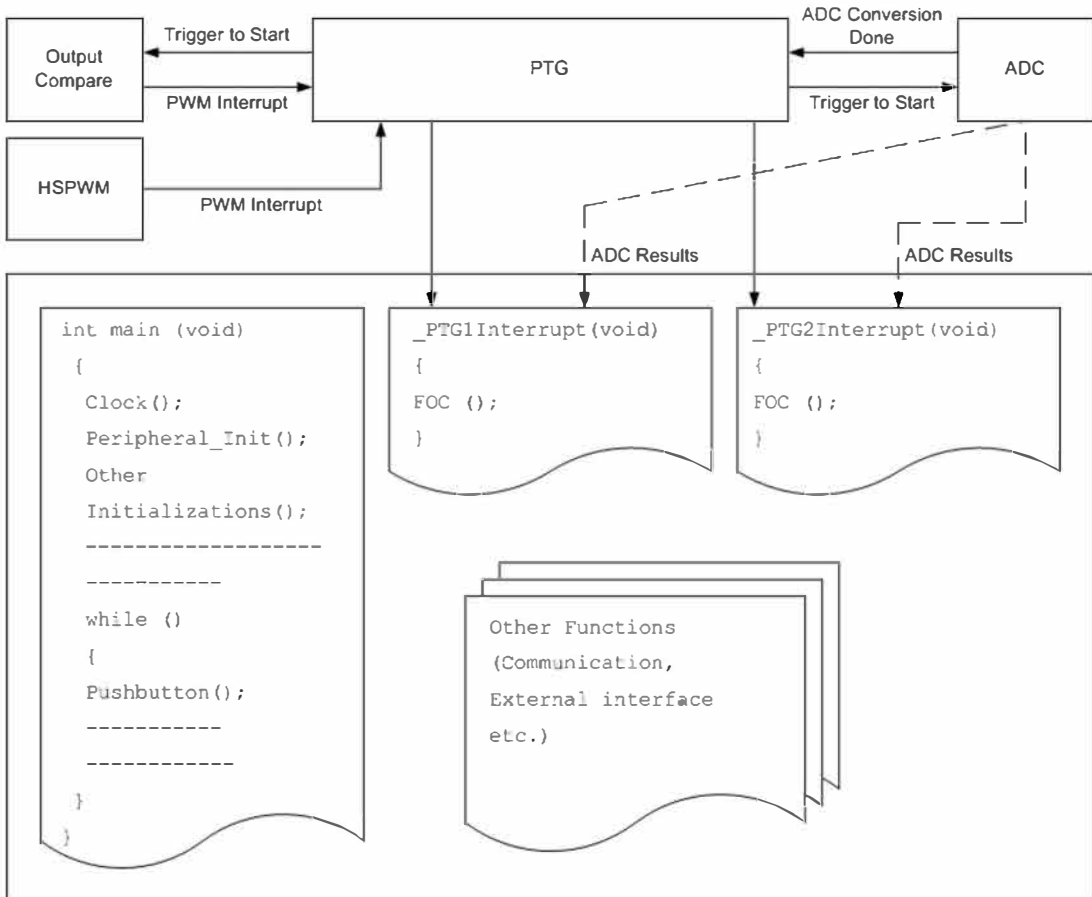 Output
Compare
Trigger to Start
PWM Interrupt
PTG
ADC Conversion
Done
Trigger to Start
ADC
HSPWM
PWM Interrupt
ADC Results
ADC Results
int main (void)
{
Clock();
Peripheral_Init();
Other
Initializations();
-------------------
-----------
while ()
{
Pushbutton();
-----------
------------
}
}
_PTG1Interrupt(void)
{
FOC ();
}
_PTG2Interrupt(void)
{
FOC ();
}
Other Functions
(Communication,
External interface
etc.)